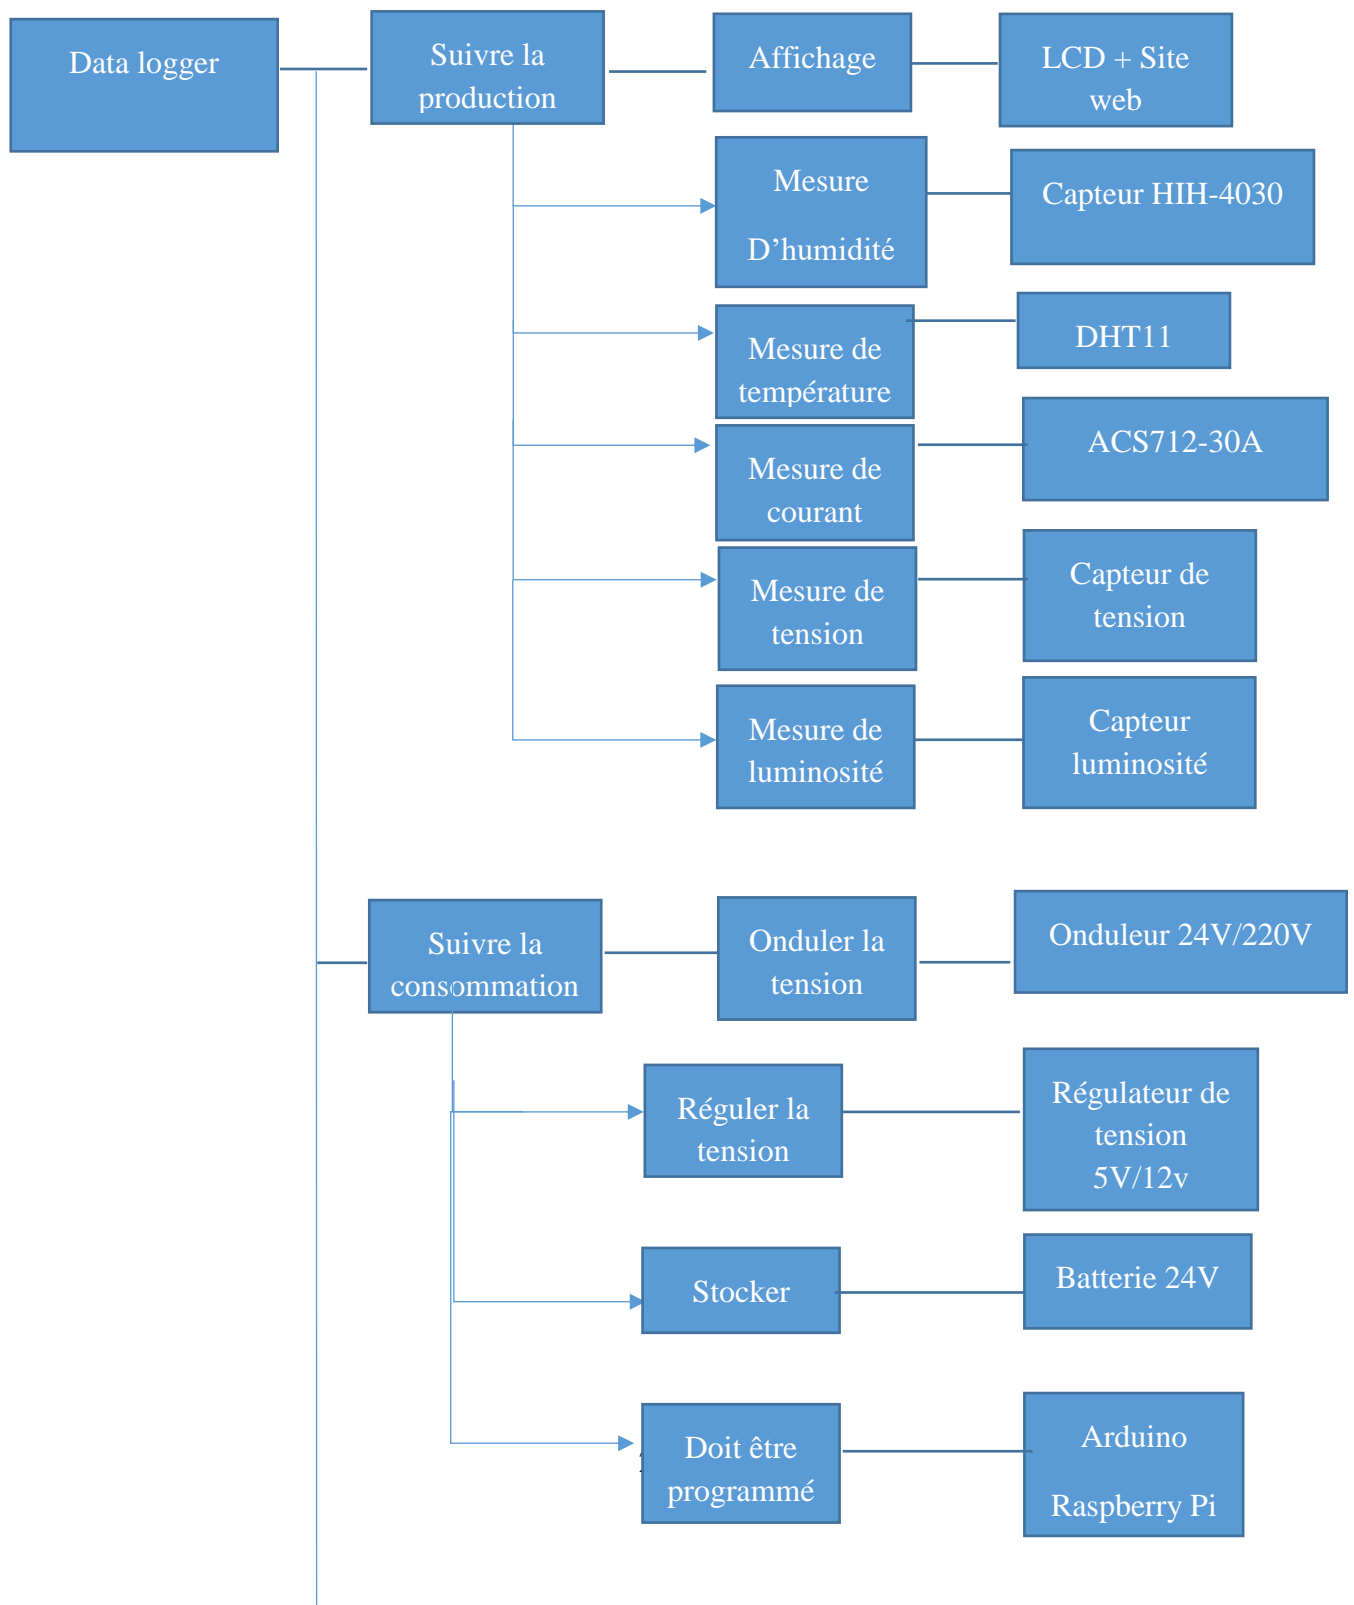 Data logger
Suivre la
production
Affichage
LCD + Site
web
Mesure
D’humidité
Capteur HIH-4030
Mesure de
température
DHT11
Mesure de
courant
ACS712-30A
Mesure de
tension
Capteur de
tension
Mesure de
luminosité
Capteur
luminosité
Suivre la
consommation
Onduler la
tension
Onduleur 24V/220V
Réguler la
tension
Régulateur de
tension
5V/12v
Stocker
Batterie 24V
Doit être
programmé
Arduino
Raspberry Pi